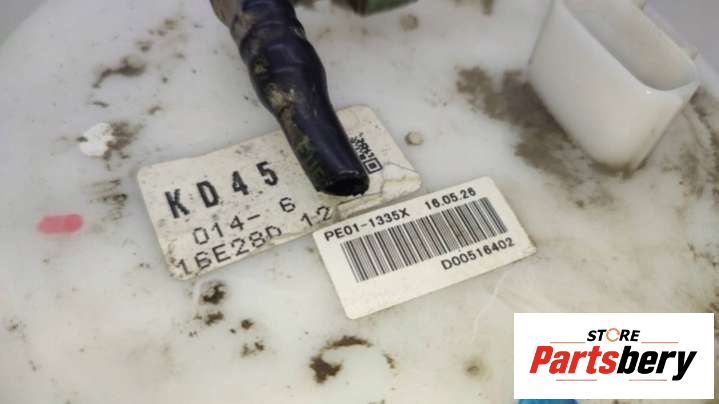 KD45
014- 6
16E28D 12
PE01-1335X 16.05.26
D00516402
STORE
Partsbery